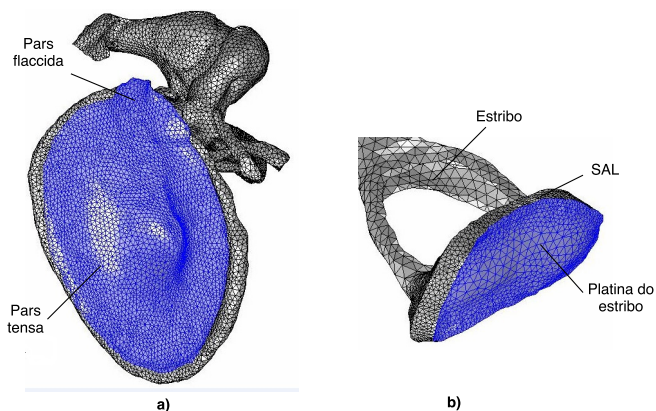 Pars
flaccida
Pars
tensa
a)
Estribo
SAL
Platina do
estribo
b)